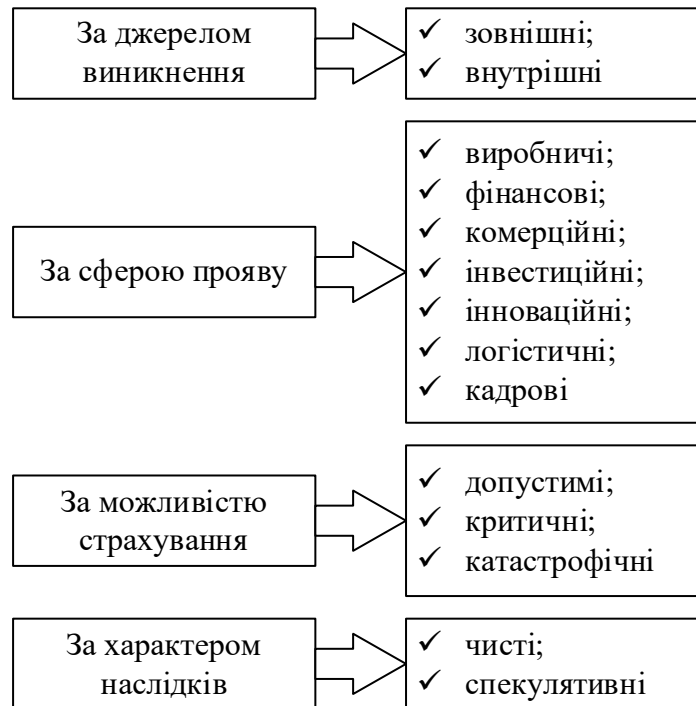 За джерелом
виникнення
✓ зовнішні;
✓ внутрішні
За сферою прояву
✓ виробничі;
✓ фінансові;
✓ комерційні;
✓ інвестиційні;
✓ інноваційні;
✓ логістичні;
✓ кадрові
За можливістю
страхування
✓ допустимі;
✓ критичні;
✓ катастрофічні
За характером
наслідків
✓ чисті;
✓ спекулятивні